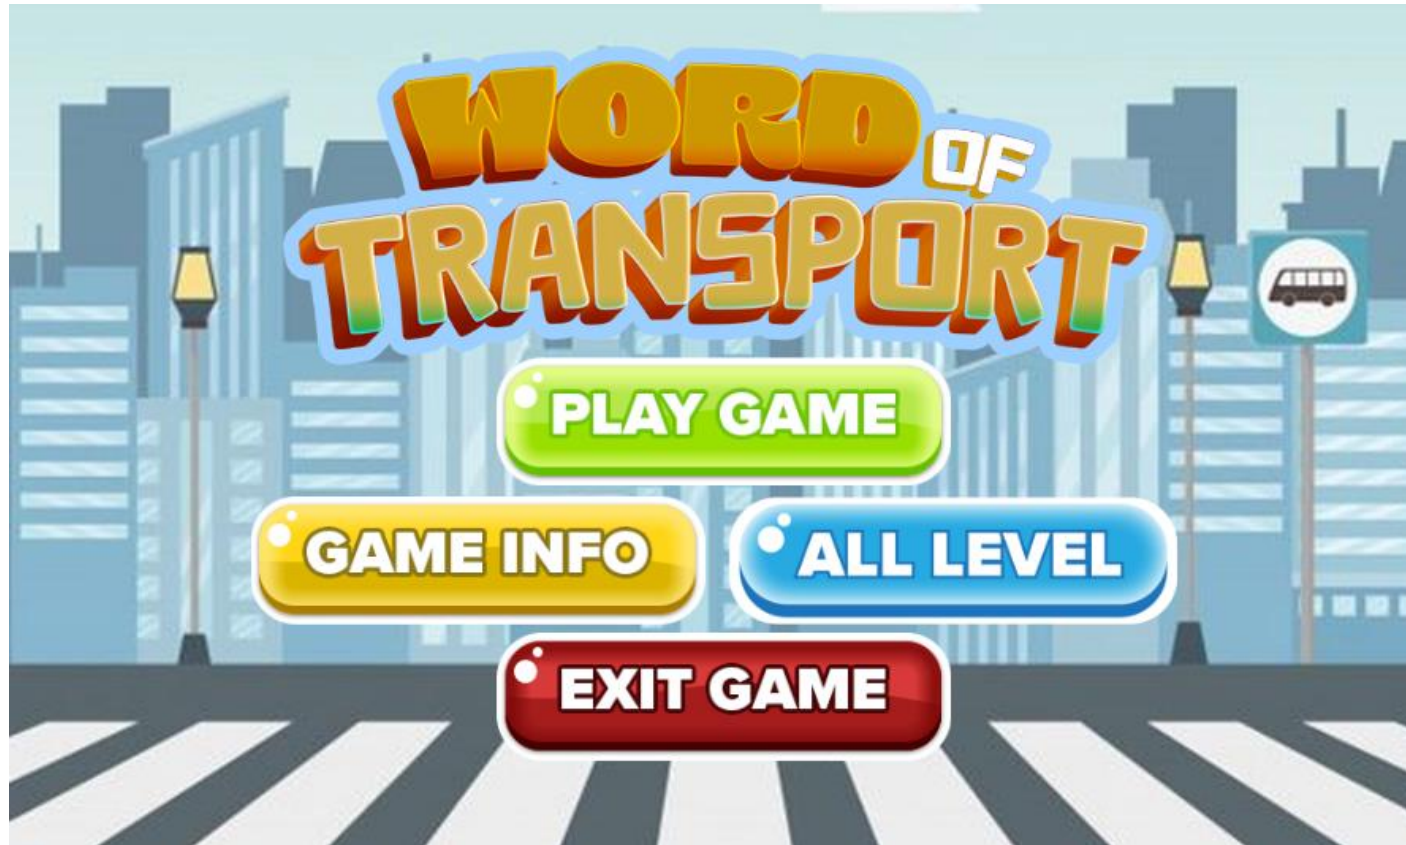 WORD OF
TRANSPORT
PLAY GAME
GAME INFO
ALL LEVEL
EXIT GAME